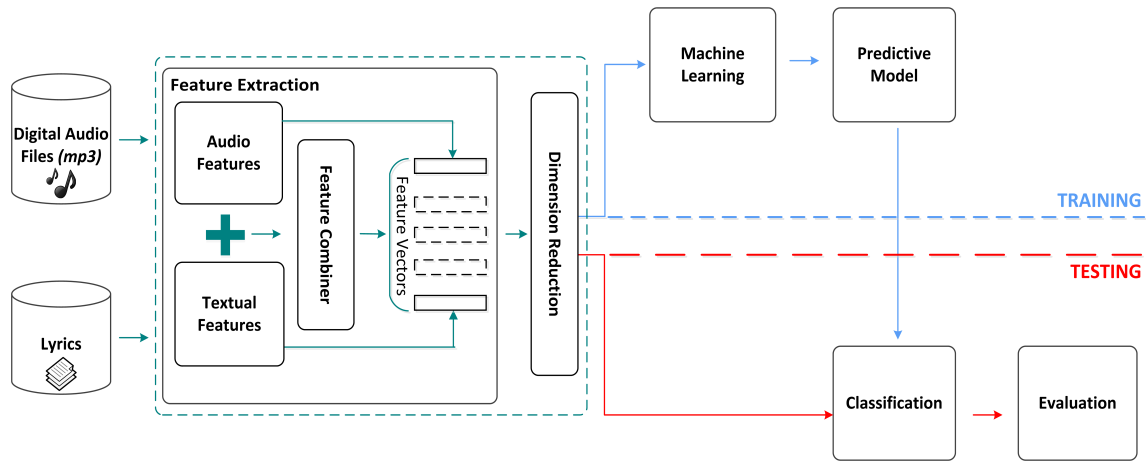 Digital Audio
Files (mp3)
Lyrics
Feature Extraction
Audio
Features
Textual
Features
Feature Combiner
Feature Vectors
Dimension Reduction
Machine
Learning
Predictive
Model
TRAINING
TESTING
Classification
Evaluation